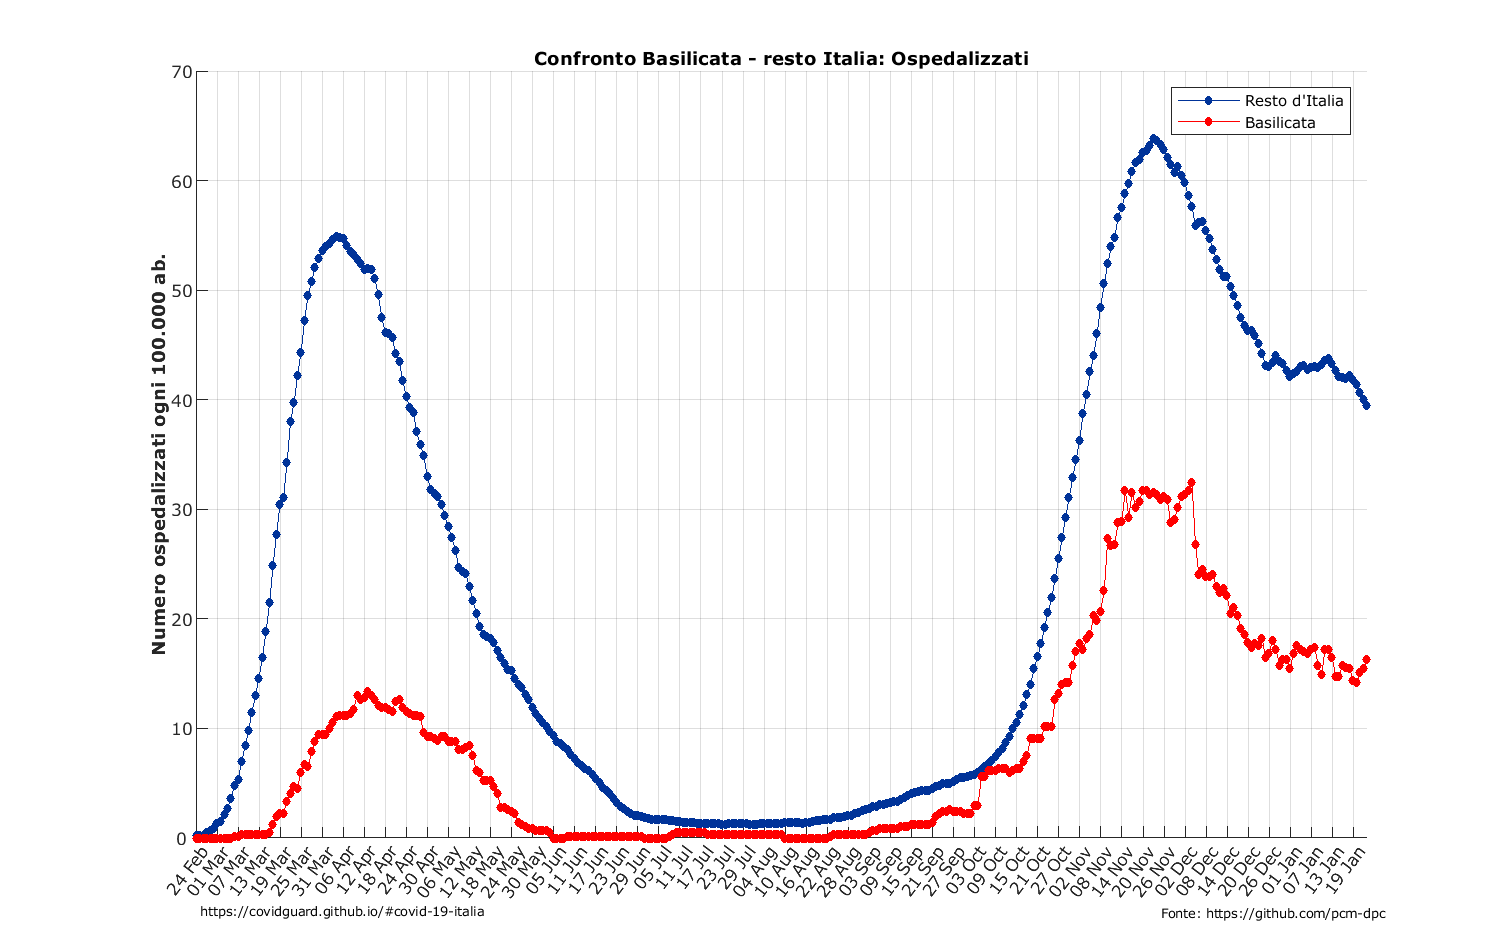 Confronto Basilicata - resto Italia: Ospedalizzati
Resto d'Italia
Basilicata
Numero ospedalizzati ogni 100.000 ab.
70
60
50
40
30
20
10
0
24 Feb
01 Mar
07 Mar
13 Mar
19 Mar
25 Mar
31 Mar
06 Apr
12 Apr
18 Apr
24 Apr
30 Apr
06 May
12 May
18 May
24 May
30 May
05 Jun
11 Jun
17 Jun
23 Jun
29 Jun
05 Jul
11 Jul
17 Jul
23 Jul
29 Jul
04 Aug
10 Aug
16 Aug
22 Aug
28 Aug
03 Sep
09 Sep
15 Sep
21 Sep
27 Sep
03 Oct
09 Oct
15 Oct
21 Oct
27 Oct
02 Nov
08 Nov
14 Nov
20 Nov
26 Nov
02 Dec
08 Dec
14 Dec
20 Dec
26 Dec
01 Jan
07 Jan
13 Jan
19 Jan
https://covidguard.github.io/#covid-19-italia
Fonte: https://github.com/pcm-dpc